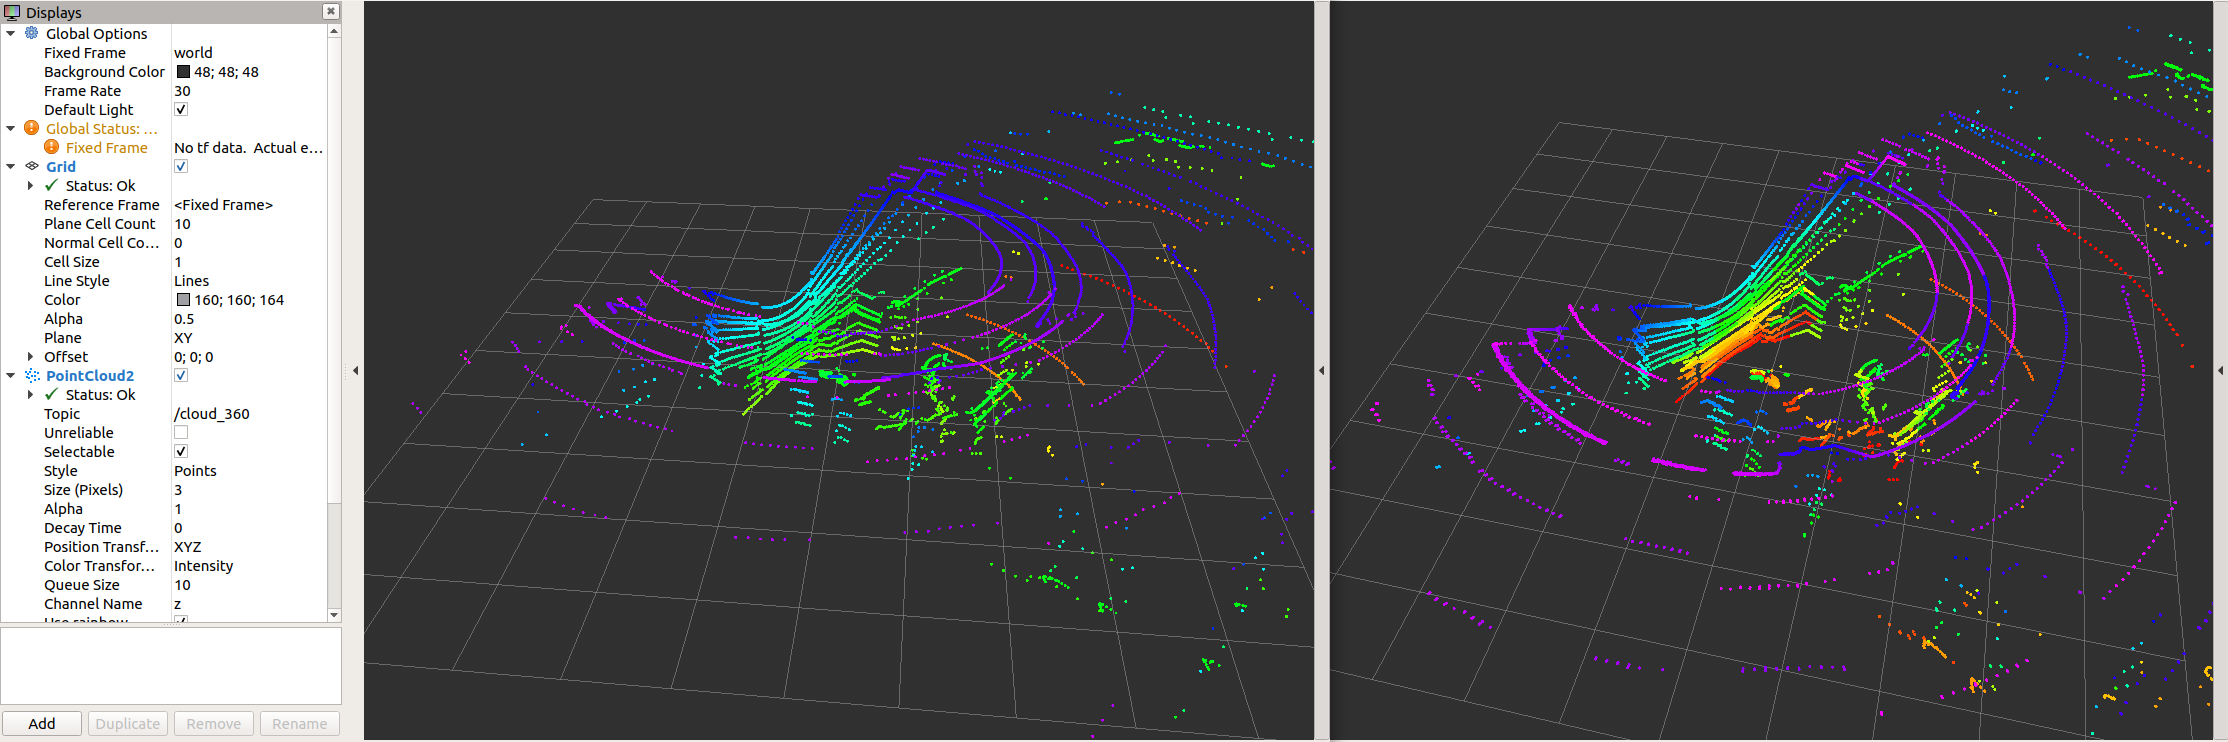 Displays
Global Options
Fixed Frame world
Background Color 48; 48; 48
Frame Rate 30
Default Light
Global Status: ...
Fixed Frame No tf data. Actual e...
Grid
Status: Ok
Reference Frame <Fixed Frame>
Plane Cell Count 10
Normal Cell Co... 0
Cell Size 1
Line Style Lines
Color 160; 160; 164
Alpha 0.5
Plane XY
Offset 0; 0; 0
PointCloud2
Status: Ok
Topic /cloud_360
Unreliable
Selectable
Style Points
Size (Pixels) 3
Alpha 1
Decay Time 0
Position Transf... XYZ
Color Transfor... Intensity
Queue Size 10
Channel Name z
Use rainbow
Add Duplicate Remove Rename